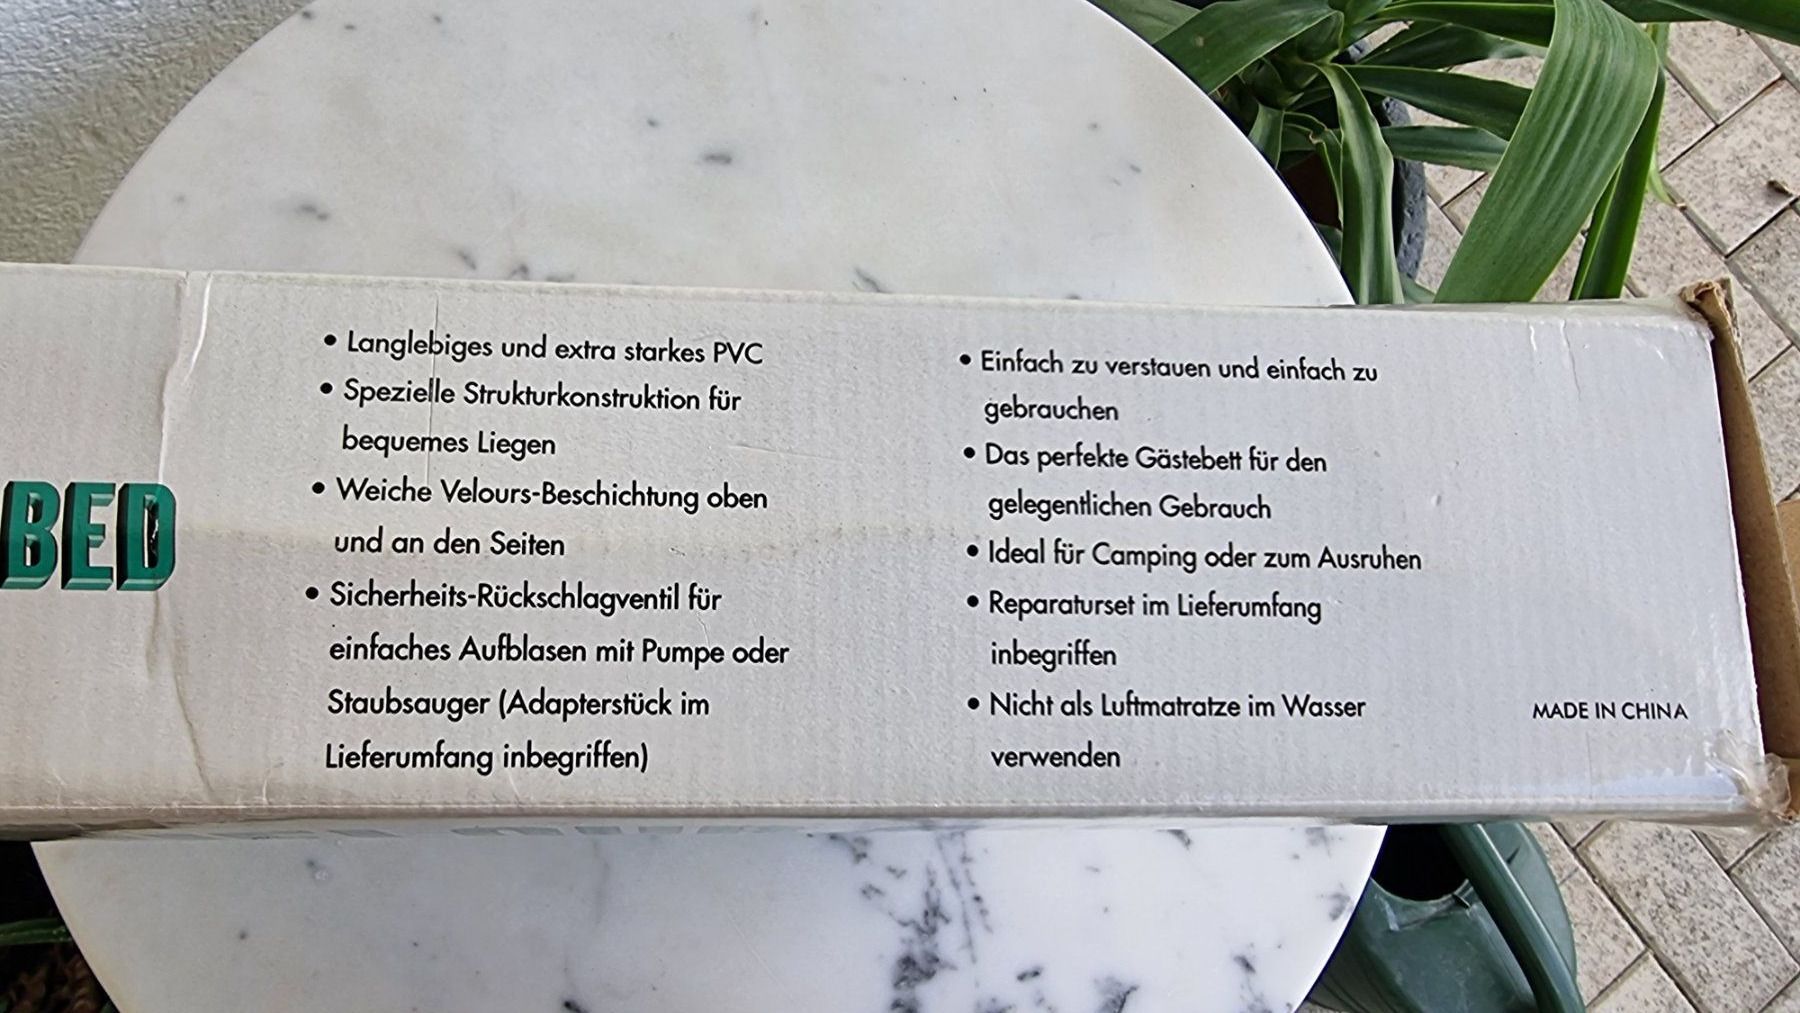 BED
• Langlebiges und extra starkes PVC
• Spezielle Strukturkonstruktion für
bequemes Liegen
• Weiche Velours-Beschichtung oben
und an den Seiten
• Sicherheits-Rückschlagventil für
einfaches Aufblasen mit Pumpe oder
Staubsauger (Adapterstück im
Lieferumfang inbegriffen)
• Einfach zu verstauen und einfach zu
gebrauchen
• Das perfekte Gästebett für den
gelegentlichen Gebrauch
• Ideal für Camping oder zum Ausruhen
• Reparaturset im Lieferumfang
inbegriffen
• Nicht als Luftmatratze im Wasser
verwenden
MADE IN CHINA